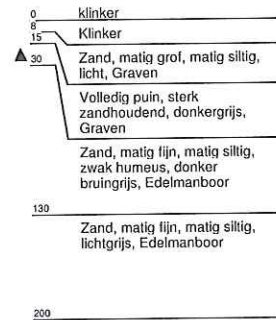 0 klinker
8 Klinker
15
Zand, matig grof, matig siltig,
licht, Graven
30
Volledig puin, sterk
zandhoudend, donkergrijs,
Graven
Zand, matig fijn, matig siltig,
zwak humeus, donker
bruingrijs, Edelmanboor
130
Zand, matig fijn, matig siltig,
lichtgrijs, Edelmanboor
200